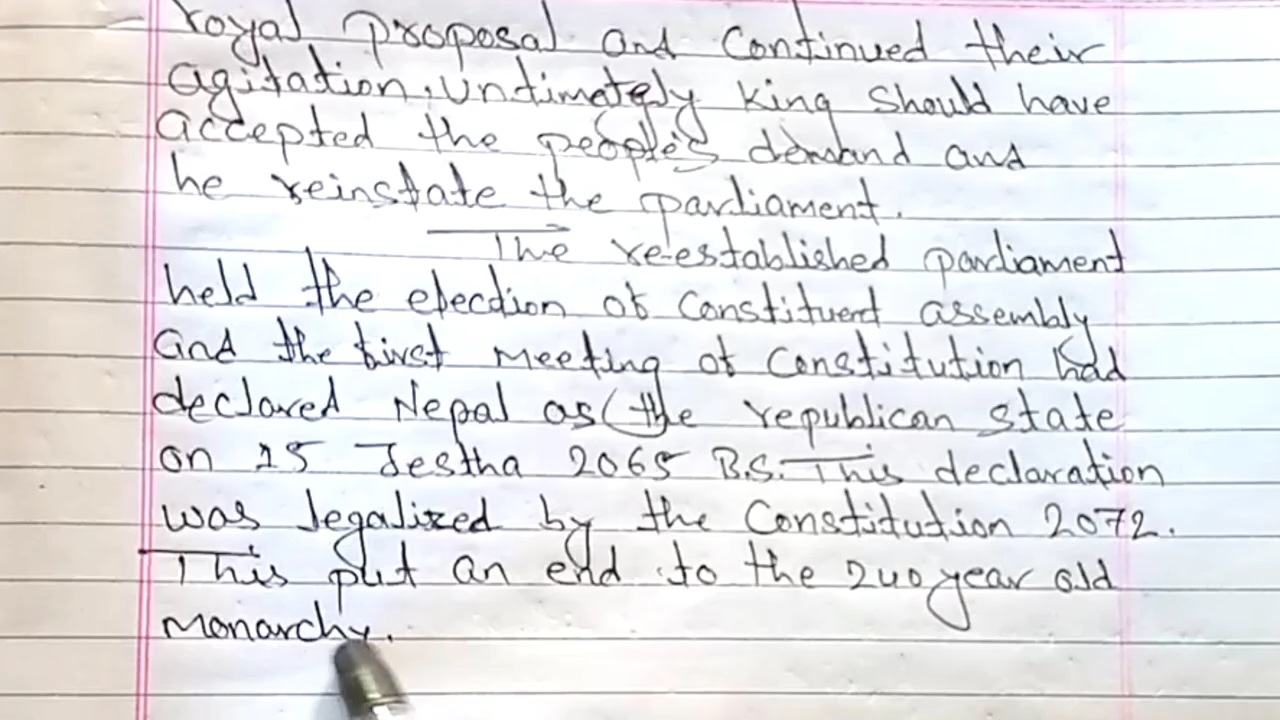 royal proposal and continued their
agitation. Untimetely king should have
accepted the people's demand and
he reinstate the parliament.
The re-established parliament
held the election of constituent assembly
and the first meeting of constitution had
declared Nepal as the republican state
on 15 Jestha 2065 B.S. This declaration
was legalized by the constitution 2072.
This put an end to the 240 year old
monarchy.